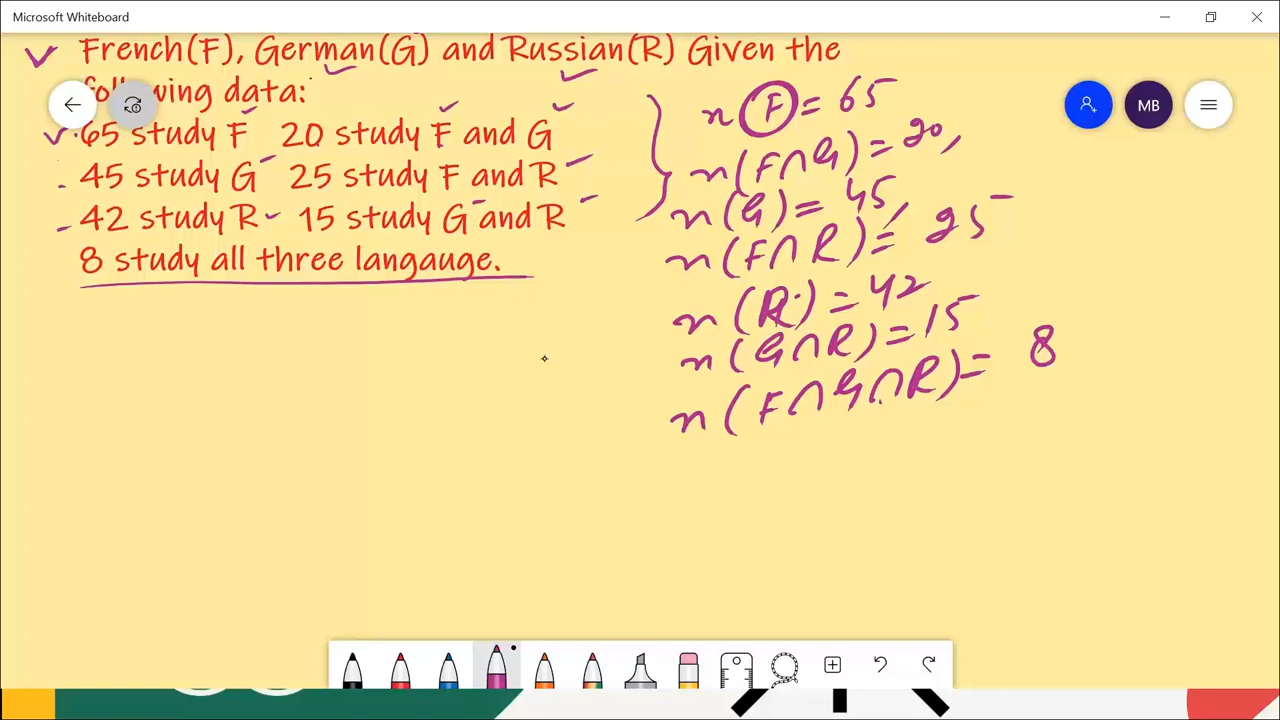 Microsoft Whiteboard
French(F), German(G) and Russian(R) Given the
following data:
65 study F 20 study F and G
45 study G 25 study F and R
42 study R 15 study G and R
8 study all three langauge.
n(F) = 65
n(F∩G) = 20,
n(G) = 45,
n(F∩R) = 25
n(R) = 42
n(G∩R) = 15
n(F∩G∩R) = 8
MB